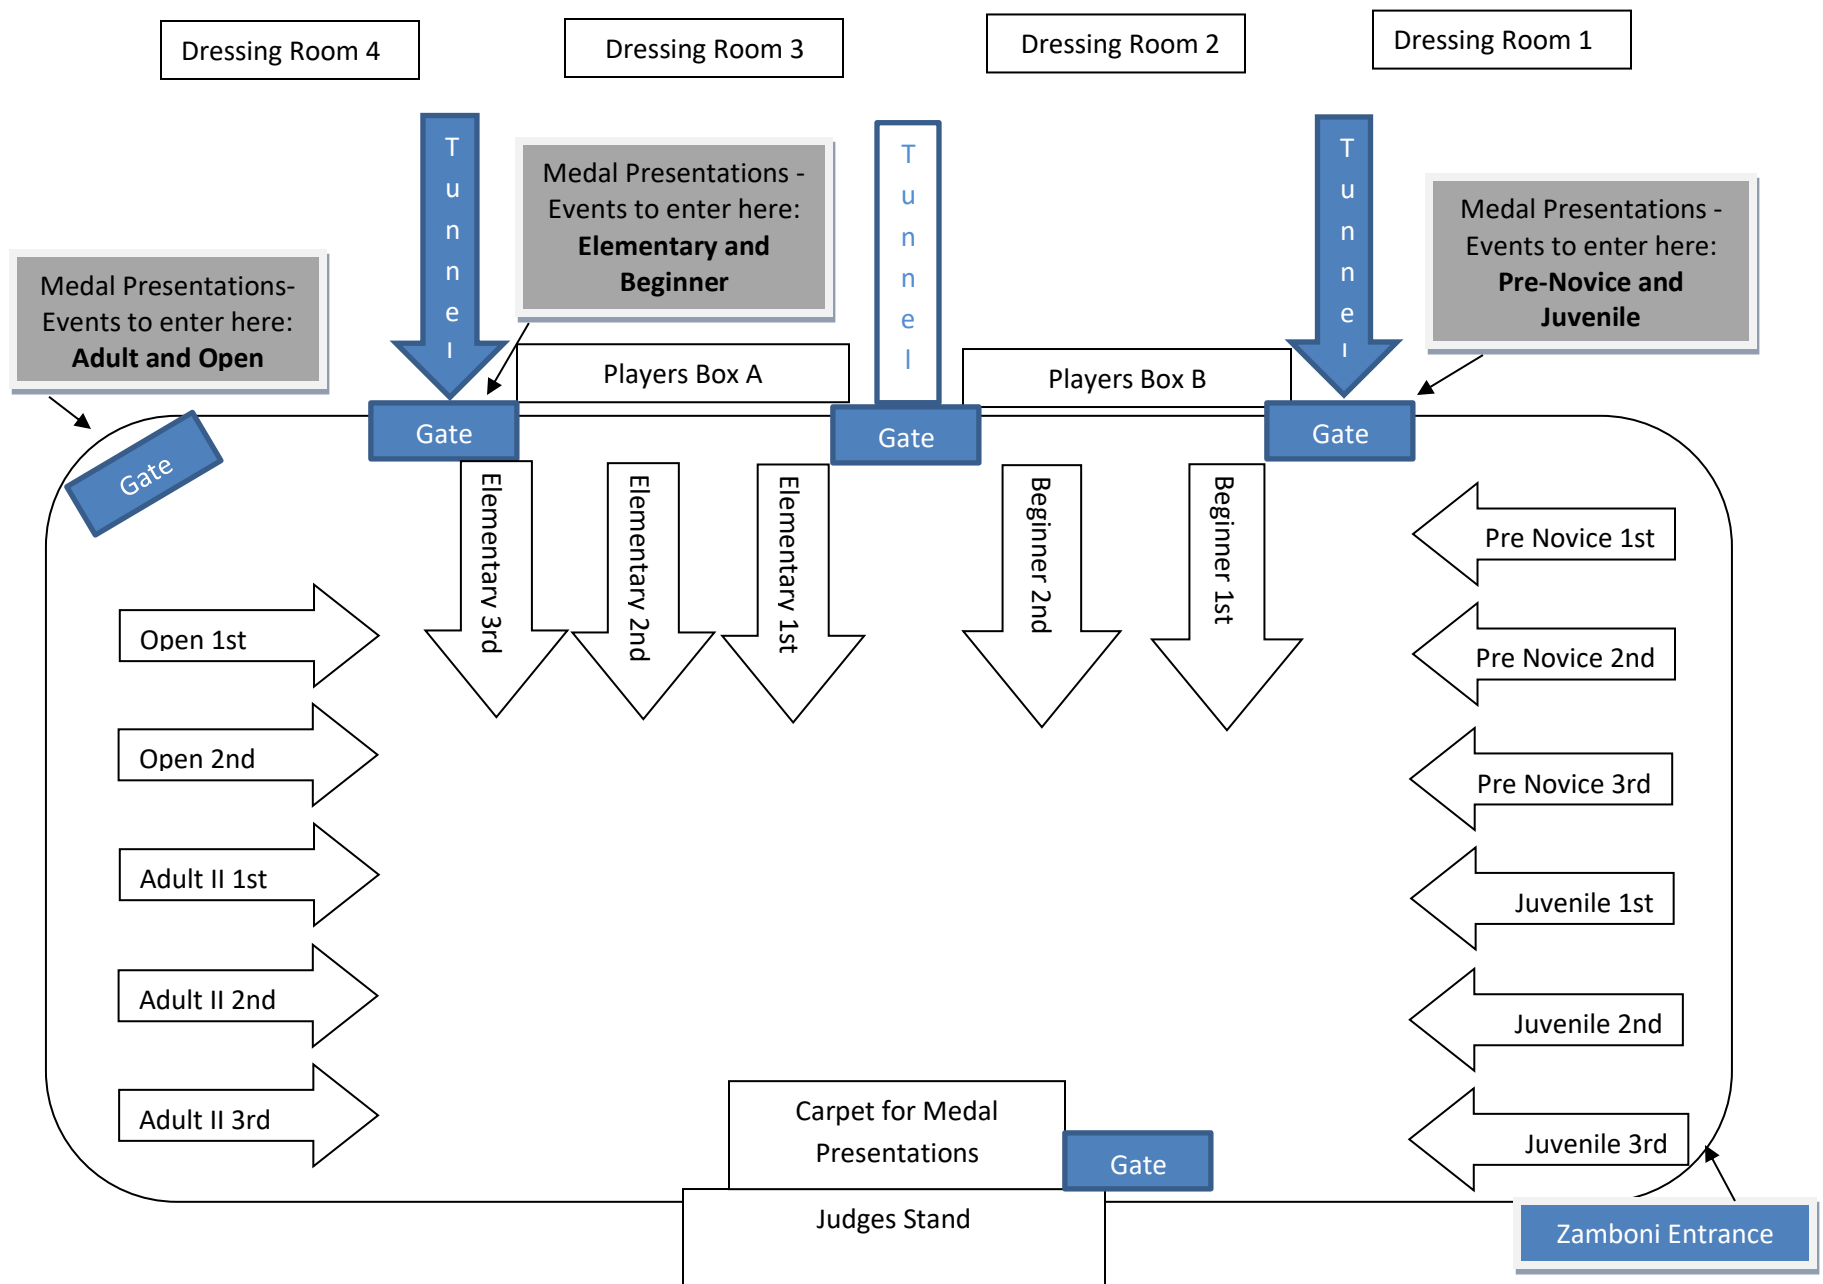 Dressing Room 4
Dressing Room 3
Dressing Room 2
Dressing Room 1
Tunnel
Medal Presentations -
Events to enter here:
Elementary and
Beginner
Tunnel
Tunnel
Medal Presentations -
Events to enter here:
Pre-Novice and
Juvenile
Medal Presentations-
Events to enter here:
Adult and Open
Players Box A
Players Box B
Gate
Gate
Gate
Gate
Elementary 3rd
Elementary 2nd
Elementary 1st
Beginner 2nd
Beginner 1st
Pre Novice 1st
Open 1st
Pre Novice 2nd
Open 2nd
Pre Novice 3rd
Adult II 1st
Juvenile 1st
Adult II 2nd
Juvenile 2nd
Adult II 3rd
Juvenile 3rd
Carpet for Medal
Presentations
Gate
Judges Stand
Zamboni Entrance